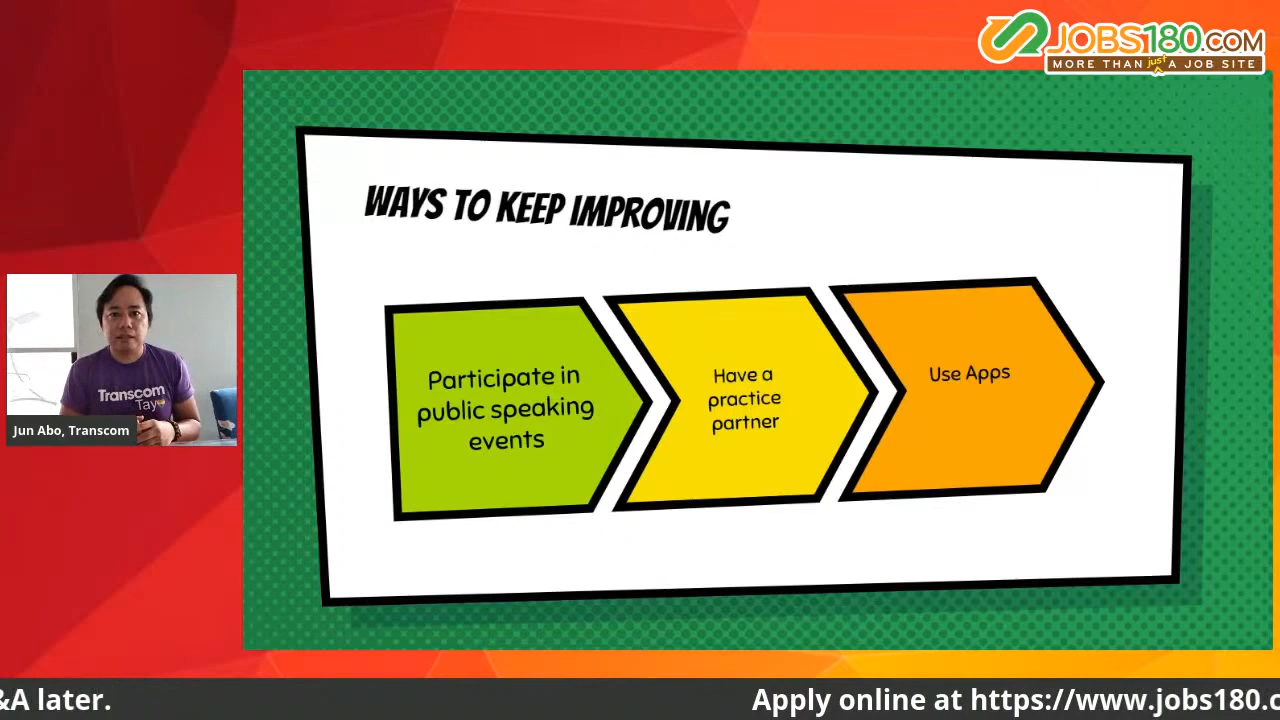 JOBS180.COM
MORE THAN just A JOB SITE
WAYS TO KEEP IMPROVING
Participate in
public speaking
events
Have a
practice
partner
Use Apps
Transcom
Jun Abo, Transcom
&A later.
Apply online at https://www.jobs180.c